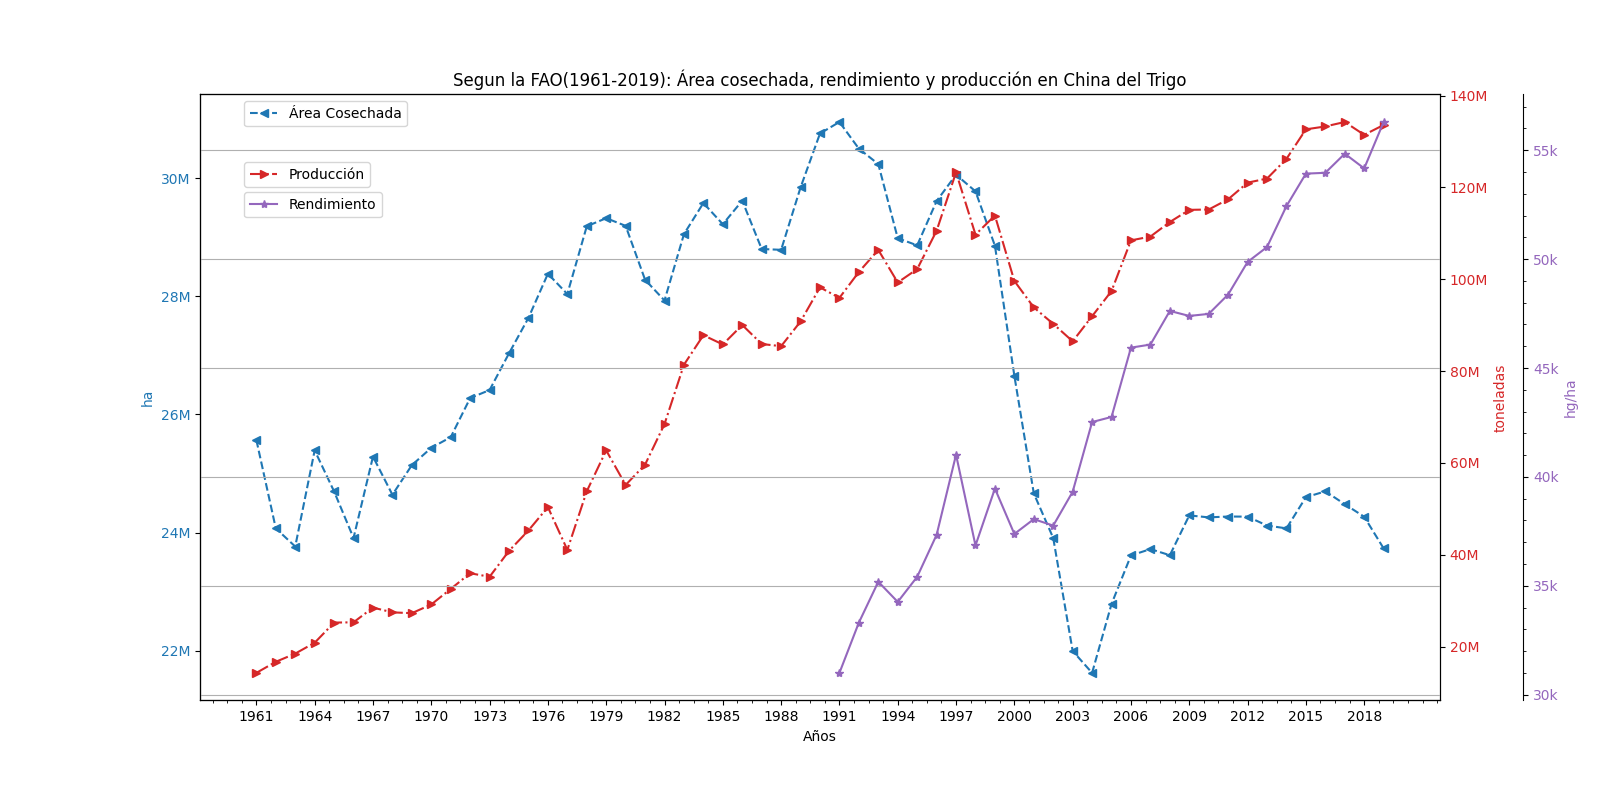 Segun la FAO(1961-2019): Área cosechada, rendimiento y producción en China del Trigo
Área Cosechada
Producción
Rendimiento
30M
28M
26M
24M
22M
ha
140M
120M
100M
80M
60M
40M
20M
toneladas
55k
50k
45k
40k
35k
30k
hg/ha
1961 1964 1967 1970 1973 1976 1979 1982 1985 1988 1991 1994 1997 2000 2003 2006 2009 2012 2015 2018
Años